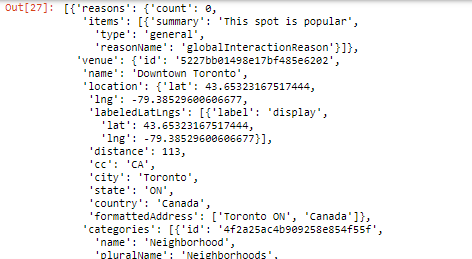 Out[27]: [{'reasons': {'count': 0,
'items': [{'summary': 'This spot is popular',
'type': 'general',
'reasonName': 'globalInteractionReason'}]},
'venue': {'id': '5227bb01498e17bf485e6202',
'name': 'Downtown Toronto',
'location': {'lat': 43.65323167517444,
'lng': -79.38529600606677,
'labeledLatLngs': [{'label': 'display',
'lat': 43.65323167517444,
'lng': -79.38529600606677}],
'distance': 113,
'cc': 'CA',
'city': 'Toronto',
'state': 'ON',
'country': 'Canada',
'formattedAddress': ['Toronto ON', 'Canada']},
'categories': [{'id': '4f2a25ac4b909258e854f55f',
'name': 'Neighborhood',
'pluralName': 'Neighborhoods',